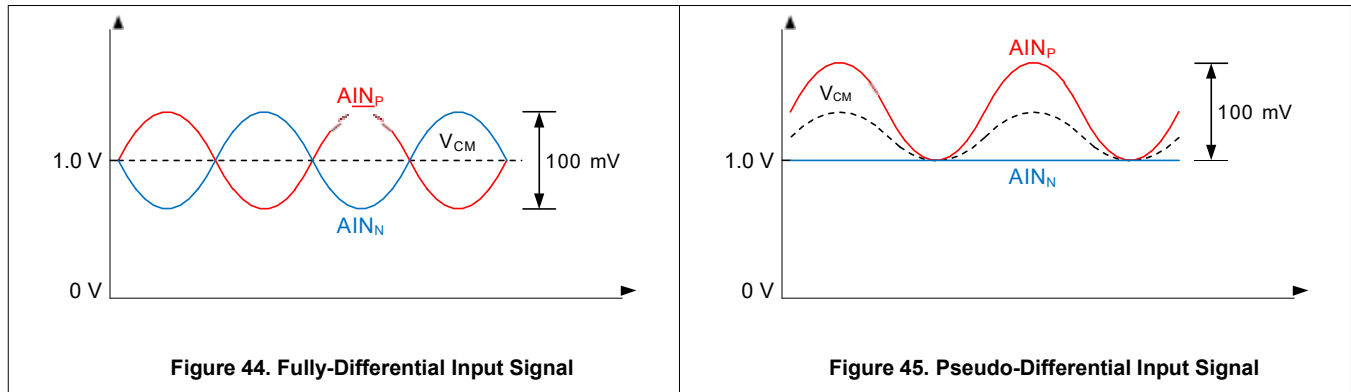 AINP
VCM
1.0 V
100 mV
AINN
0 V
Figure 44. Fully-Differential Input Signal
AINP
VCM
100 mV
1.0 V
AINN
0 V
Figure 45. Pseudo-Differential Input Signal